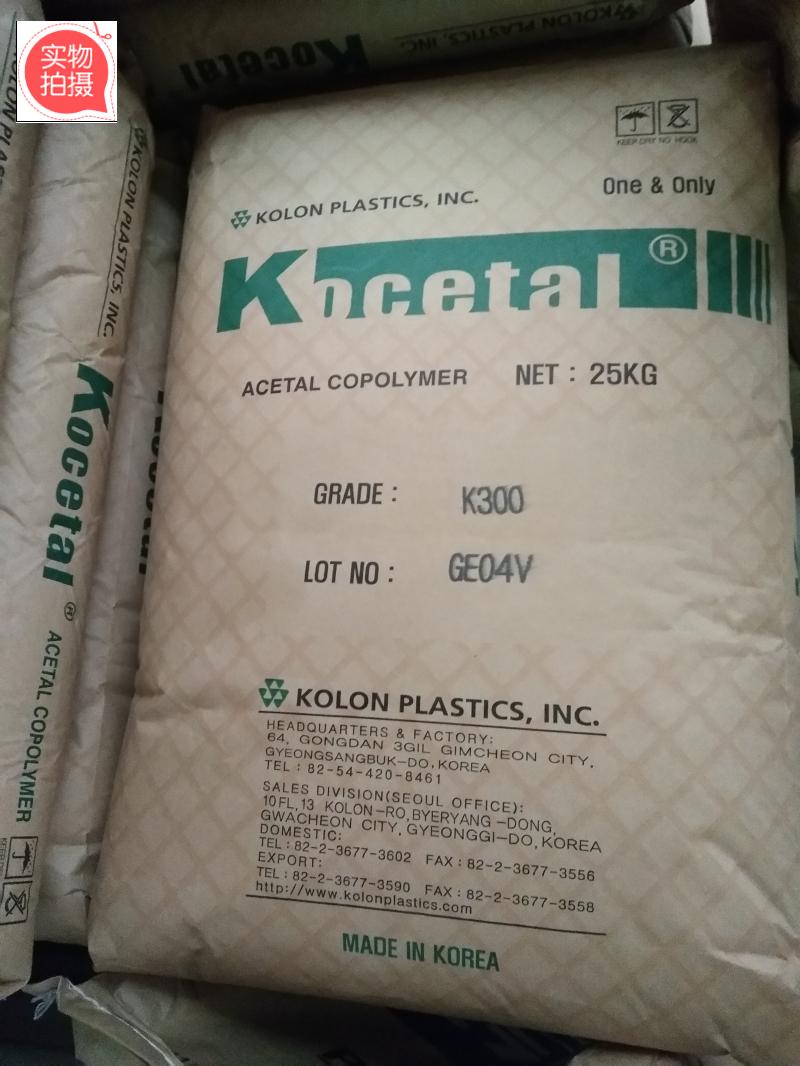 实物
拍摄
KOLON PLASTICS, INC.
Kocetal
KEEP DRY NO HOOK
One & Only
KOLON PLASTICS, INC.
Kocetal®
ACETAL COPOLYMER NET : 25KG
GRADE : K300
LOT NO : GE04V
KOLON PLASTICS, INC.
HEADQUARTERS & FACTORY:
64, GONGDAN 3GIL GIMCHEON CITY,
GYEONGSANGBUK-DO, KOREA
TEL : 82-54-420-8461
SALES DIVISION(SEOUL OFFICE):
10FL,13 KOLON-RO,BYERYANG-DONG,
GWACHEON CITY, GYEONGGI-DO, KOREA
DOMESTIC:
TEL : 82-2-3677-3602 FAX : 82-2-3677-3556
EXPORT:
TEL : 82-2-3677-3590 FAX : 82-2-3677-3558
http://www.kolonplastics.com
MADE IN KOREA
KOLON PLASTICS, INC.
Kocetal®
ACETAL COPOLYMER